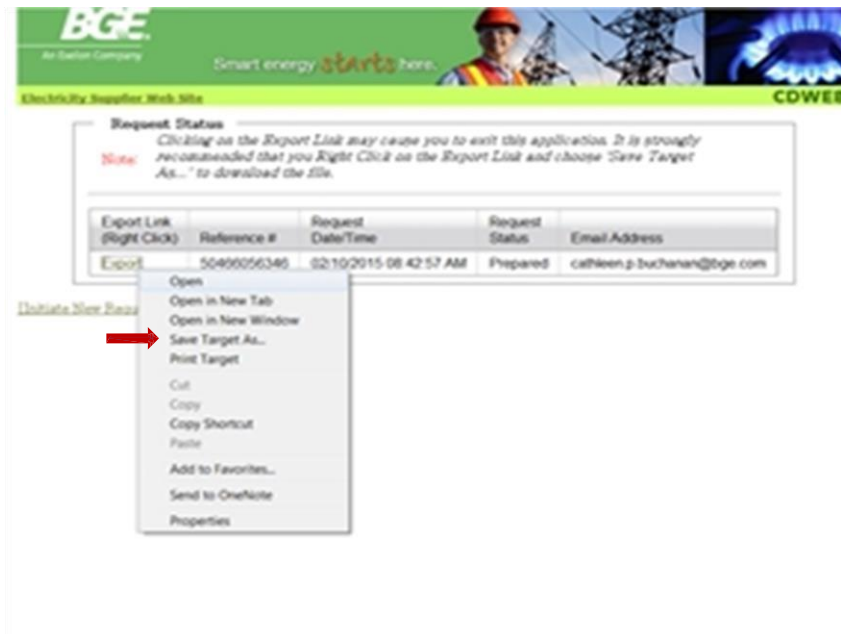 BGE.
An Exelon Company
Smart energy starts here.
Electricity Supplier Web Site
CDWEB
Request Status
Note: Clicking on the Export Link may cause you to exit this application. It is strongly
recommended that you Right Click on the Export Link and choose 'Save Target
As...' to download the file.
Export Link (Right Click) Reference # Request Date/Time Request Status Email Address
Export 50466056346 02/10/2015 08:42:57 AM Prepared cathleen.p.buchanan@bge.com
Initiate New
Open
Open in New Tab
Open in New Window
Save Target As...
Print Target
Cut
Copy
Copy Shortcut
Paste
Add to Favorites...
Send to OneNote
Properties